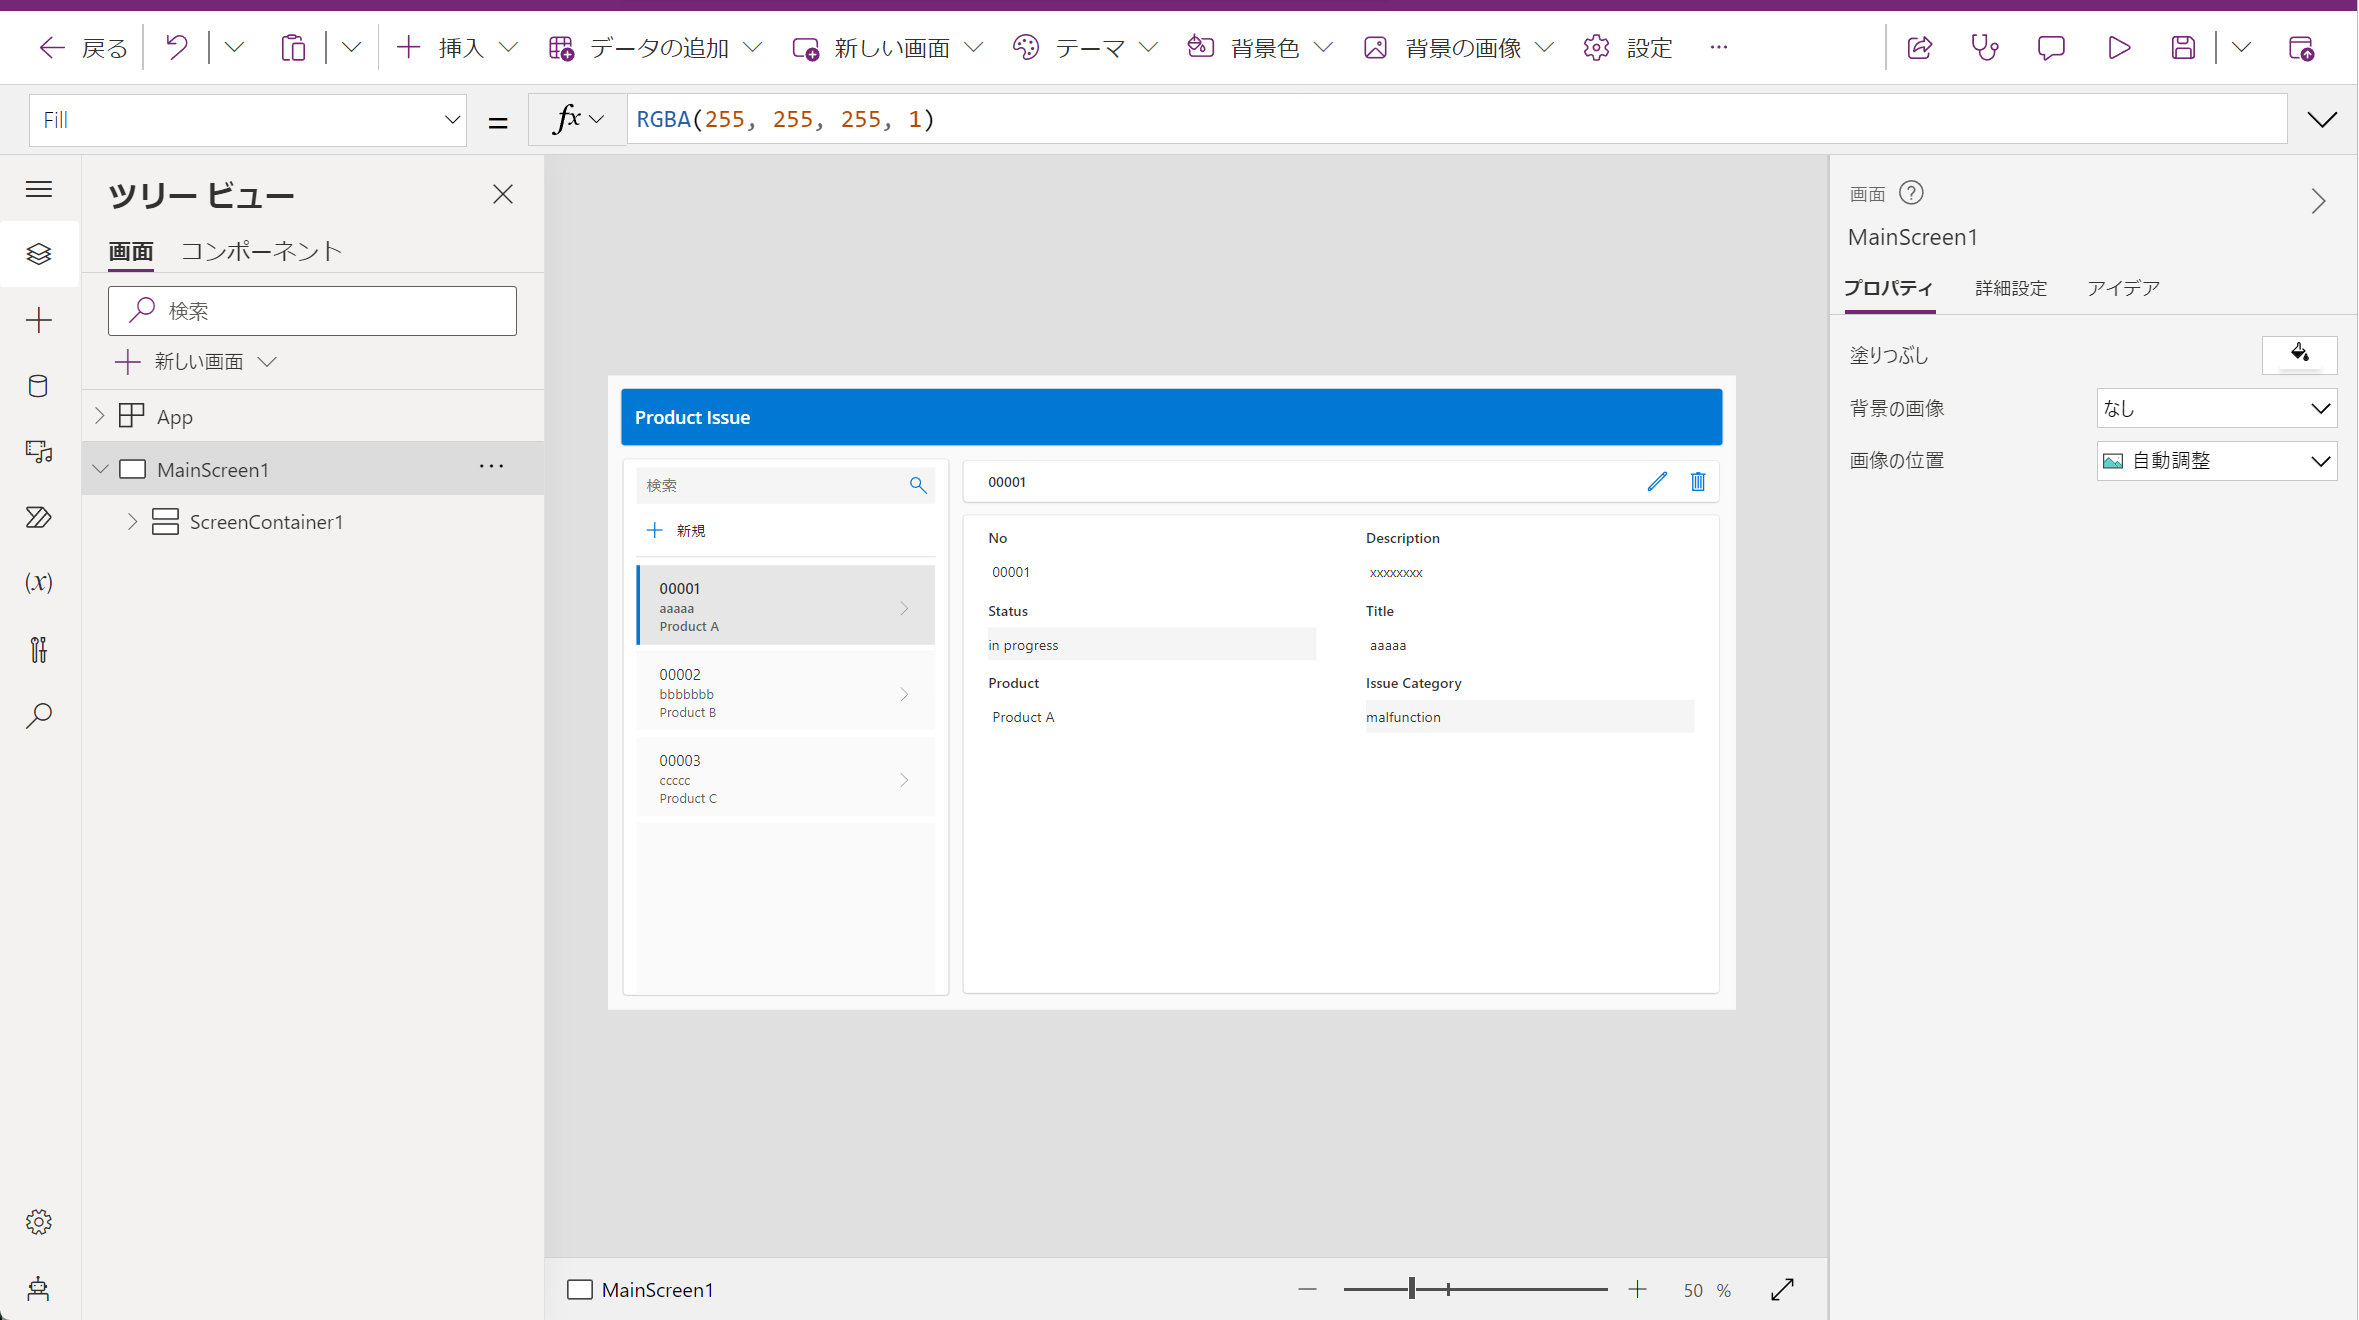 戻る 挿入 データの追加 新しい画面 テーマ 背景色 背景の画像 設定 ...
Fill = fx RGBA(255, 255, 255, 1)
ツリー ビュー
画面 コンポーネント
検索
新しい画面
App
MainScreen1 ...
ScreenContainer1
(x)
Product Issue
検索
新規
00001
aaaaa
Product A
00002
bbbbbbb
Product B
00003
ccccc
Product C
00001
No
00001
Description
xxxxxxxx
Status
in progress
Title
aaaaa
Product
Product A
Issue Category
malfunction
MainScreen1
50 %
画面
MainScreen1
プロパティ 詳細設定 アイデア
塗りつぶし
背景の画像 なし
画像の位置 自動調整